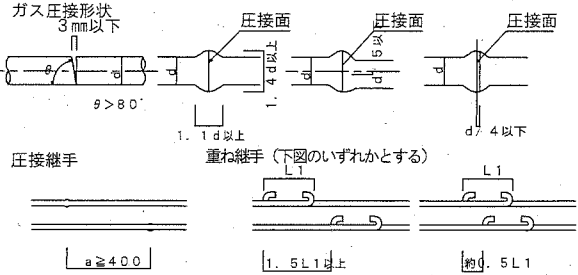 ガス圧接形状
3mm以下
圧接面
圧接面
圧接面
θ
d
d
d
d
1.4d以上
d/5以下
θ>80°
1.1d以上
d/4以下
圧接継手
重ね継手(下図のいずれかとする)
L1
L1
a≧400
1.5L1以上
約0.5L1